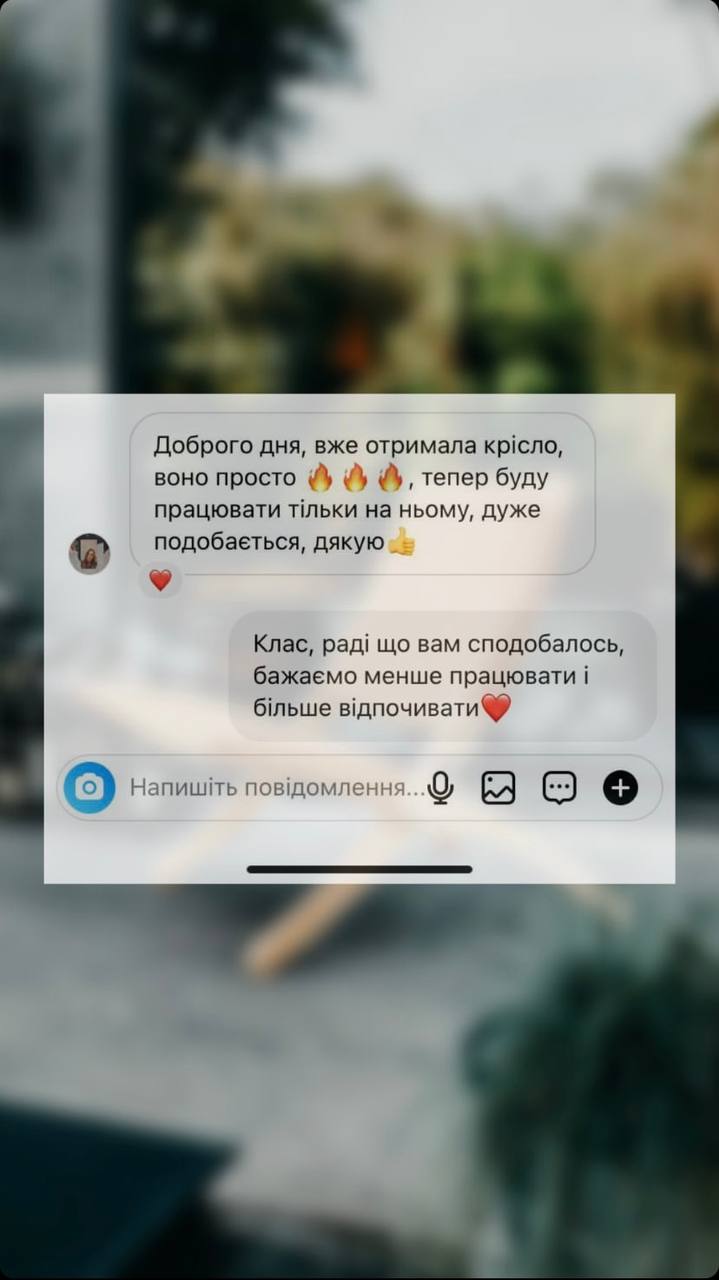 Доброго дня, вже отримала крісло,
воно просто 🔥🔥🔥, тепер буду
працювати тільки на ньому, дуже
подобається, дякую👍
❤️
Клас, раді що вам сподобалось,
бажаємо менше працювати і
більше відпочивати❤️
Напишіть повідомлення...